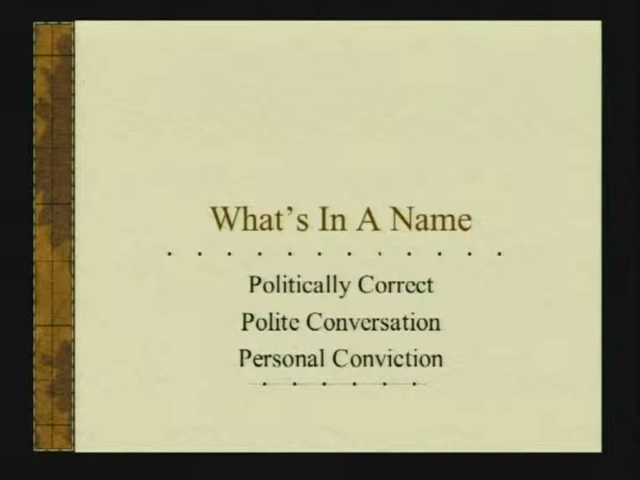 What's In A Name
Politically Correct
Polite Conversation
Personal Conviction